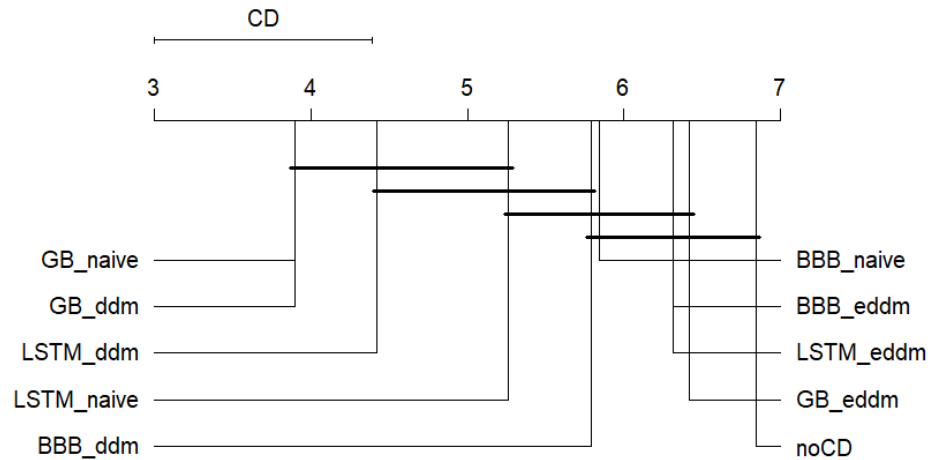 CD
3 4 5 6 7
GB_naive BBB_naive
GB_ddm BBB_eddm
LSTM_ddm LSTM_eddm
LSTM_naive GB_eddm
BBB_ddm noCD